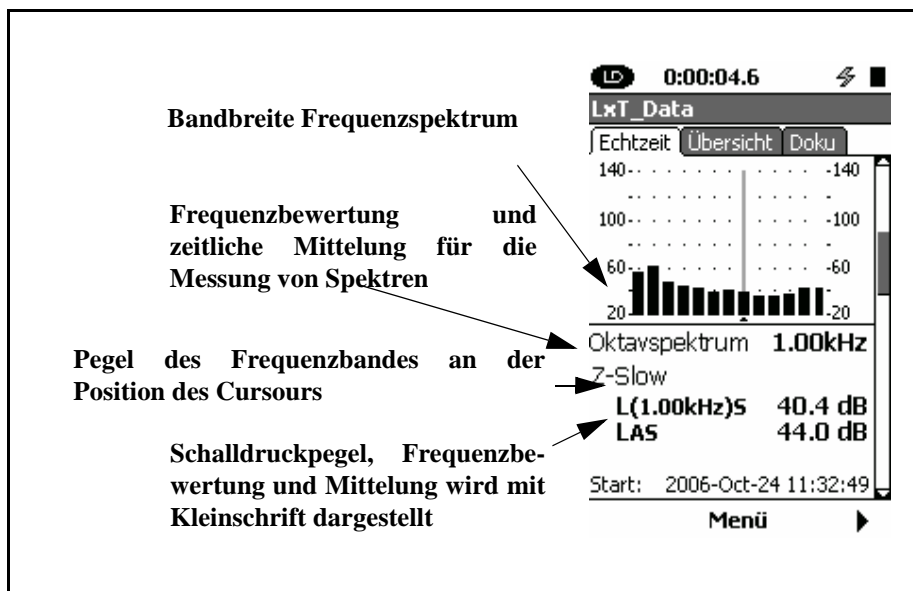 Bandbreite Frequenzspektrum
Frequenzbewertung und
zeitliche Mittelung für die
Messung von Spektren
Pegel des Frequenzbandes an der
Position des Cursours
Schalldruckpegel, Frequenzbe-
wertung und Mittelung wird mit
Kleinschrift dargestellt
LD 0:00:04.6
LxT_Data
Echtzeit Übersicht Doku
140 -140
100 -100
60 -60
20 -20
Oktavspektrum 1.00kHz
Z-Slow
L(1.00kHz)S 40.4 dB
LAS 44.0 dB
Start: 2006-Oct-24 11:32:49
Menü